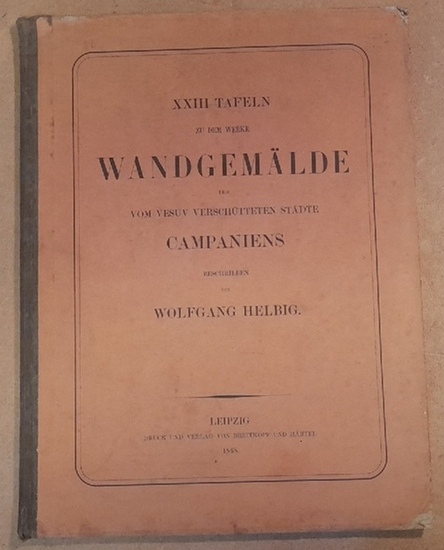 XXIII TAFELN
ZU DEM WERKE
WANDGEMÄLDE
DER
VOM VESUV VERSCHÜTTETEN STÄDTE
CAMPANIENS
BESCHRIEBEN
VON
WOLFGANG HELBIG.
LEIPZIG
DRUCK UND VERLAG VON BREITKOPF UND HÄRTEL
1868.